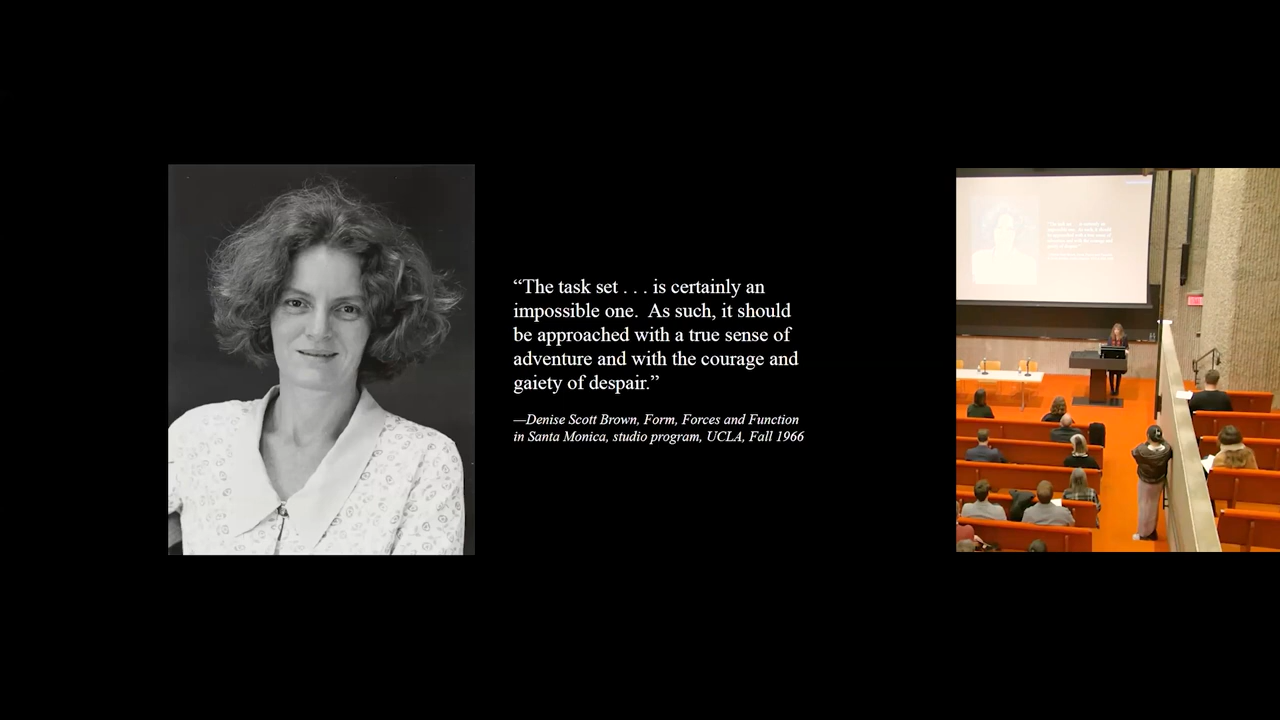 “The task set . . . is certainly an
impossible one.  As such, it should
be approached with a true sense of
adventure and with the courage and
gaiety of despair.”
—Denise Scott Brown, Form, Forces and Function
in Santa Monica, studio program, UCLA, Fall 1966